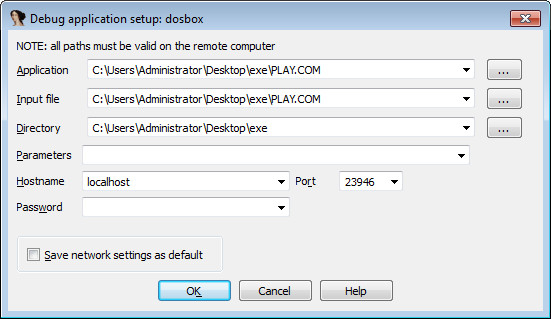 Debug application setup: dosbox
NOTE: all paths must be valid on the remote computer
Application C:\Users\Administrator\Desktop\exe\PLAY.COM ...
Input file C:\Users\Administrator\Desktop\exe\PLAY.COM ...
Directory C:\Users\Administrator\Desktop\exe ...
Parameters
Hostname localhost Port 23946
Password
Save network settings as default
OK Cancel Help